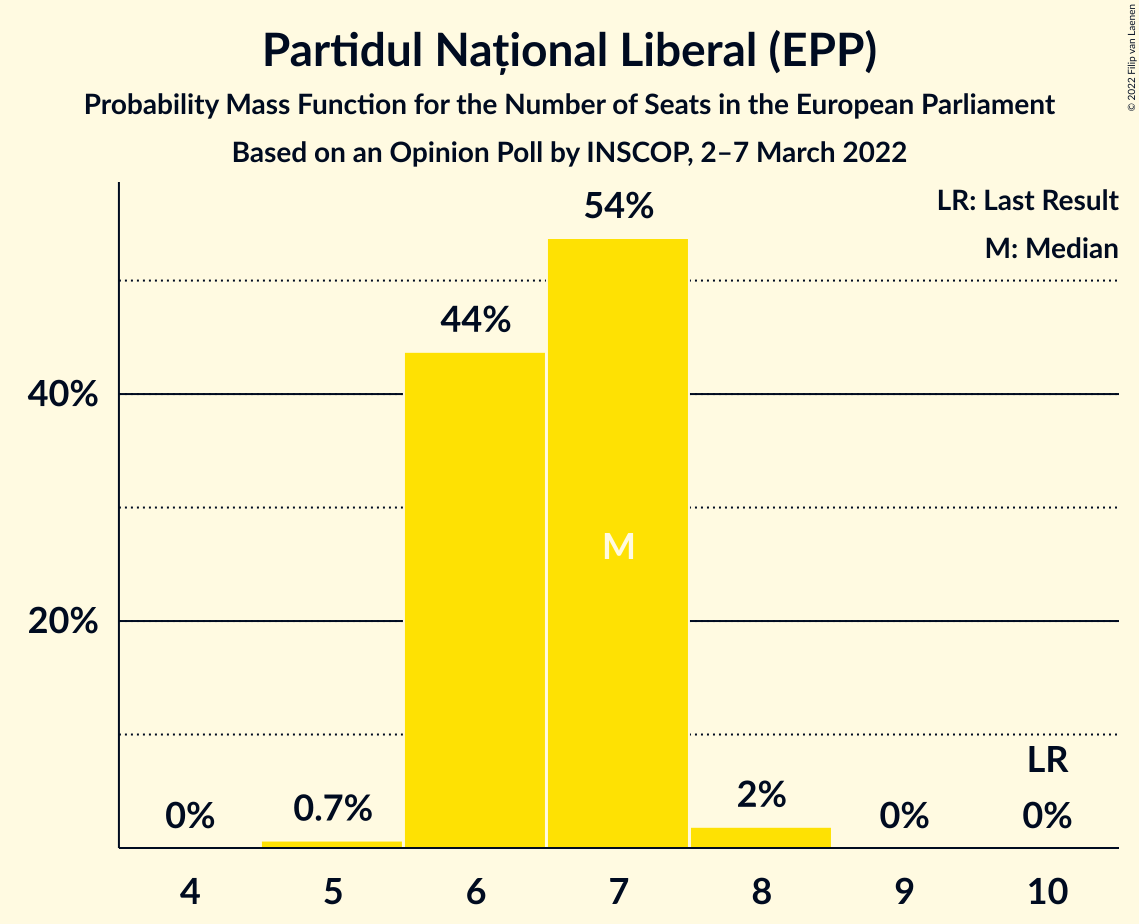 Partidul Național Liberal (EPP)
Probability Mass Function for the Number of Seats in the European Parliament
Based on an Opinion Poll by INSCOP, 2–7 March 2022
© 2022 Filip van Laenen
LR: Last Result
M: Median
54%
44%
40%
M
20%
LR
0%
0.7%
2%
0%
0%
4
5
6
7
8
9
10